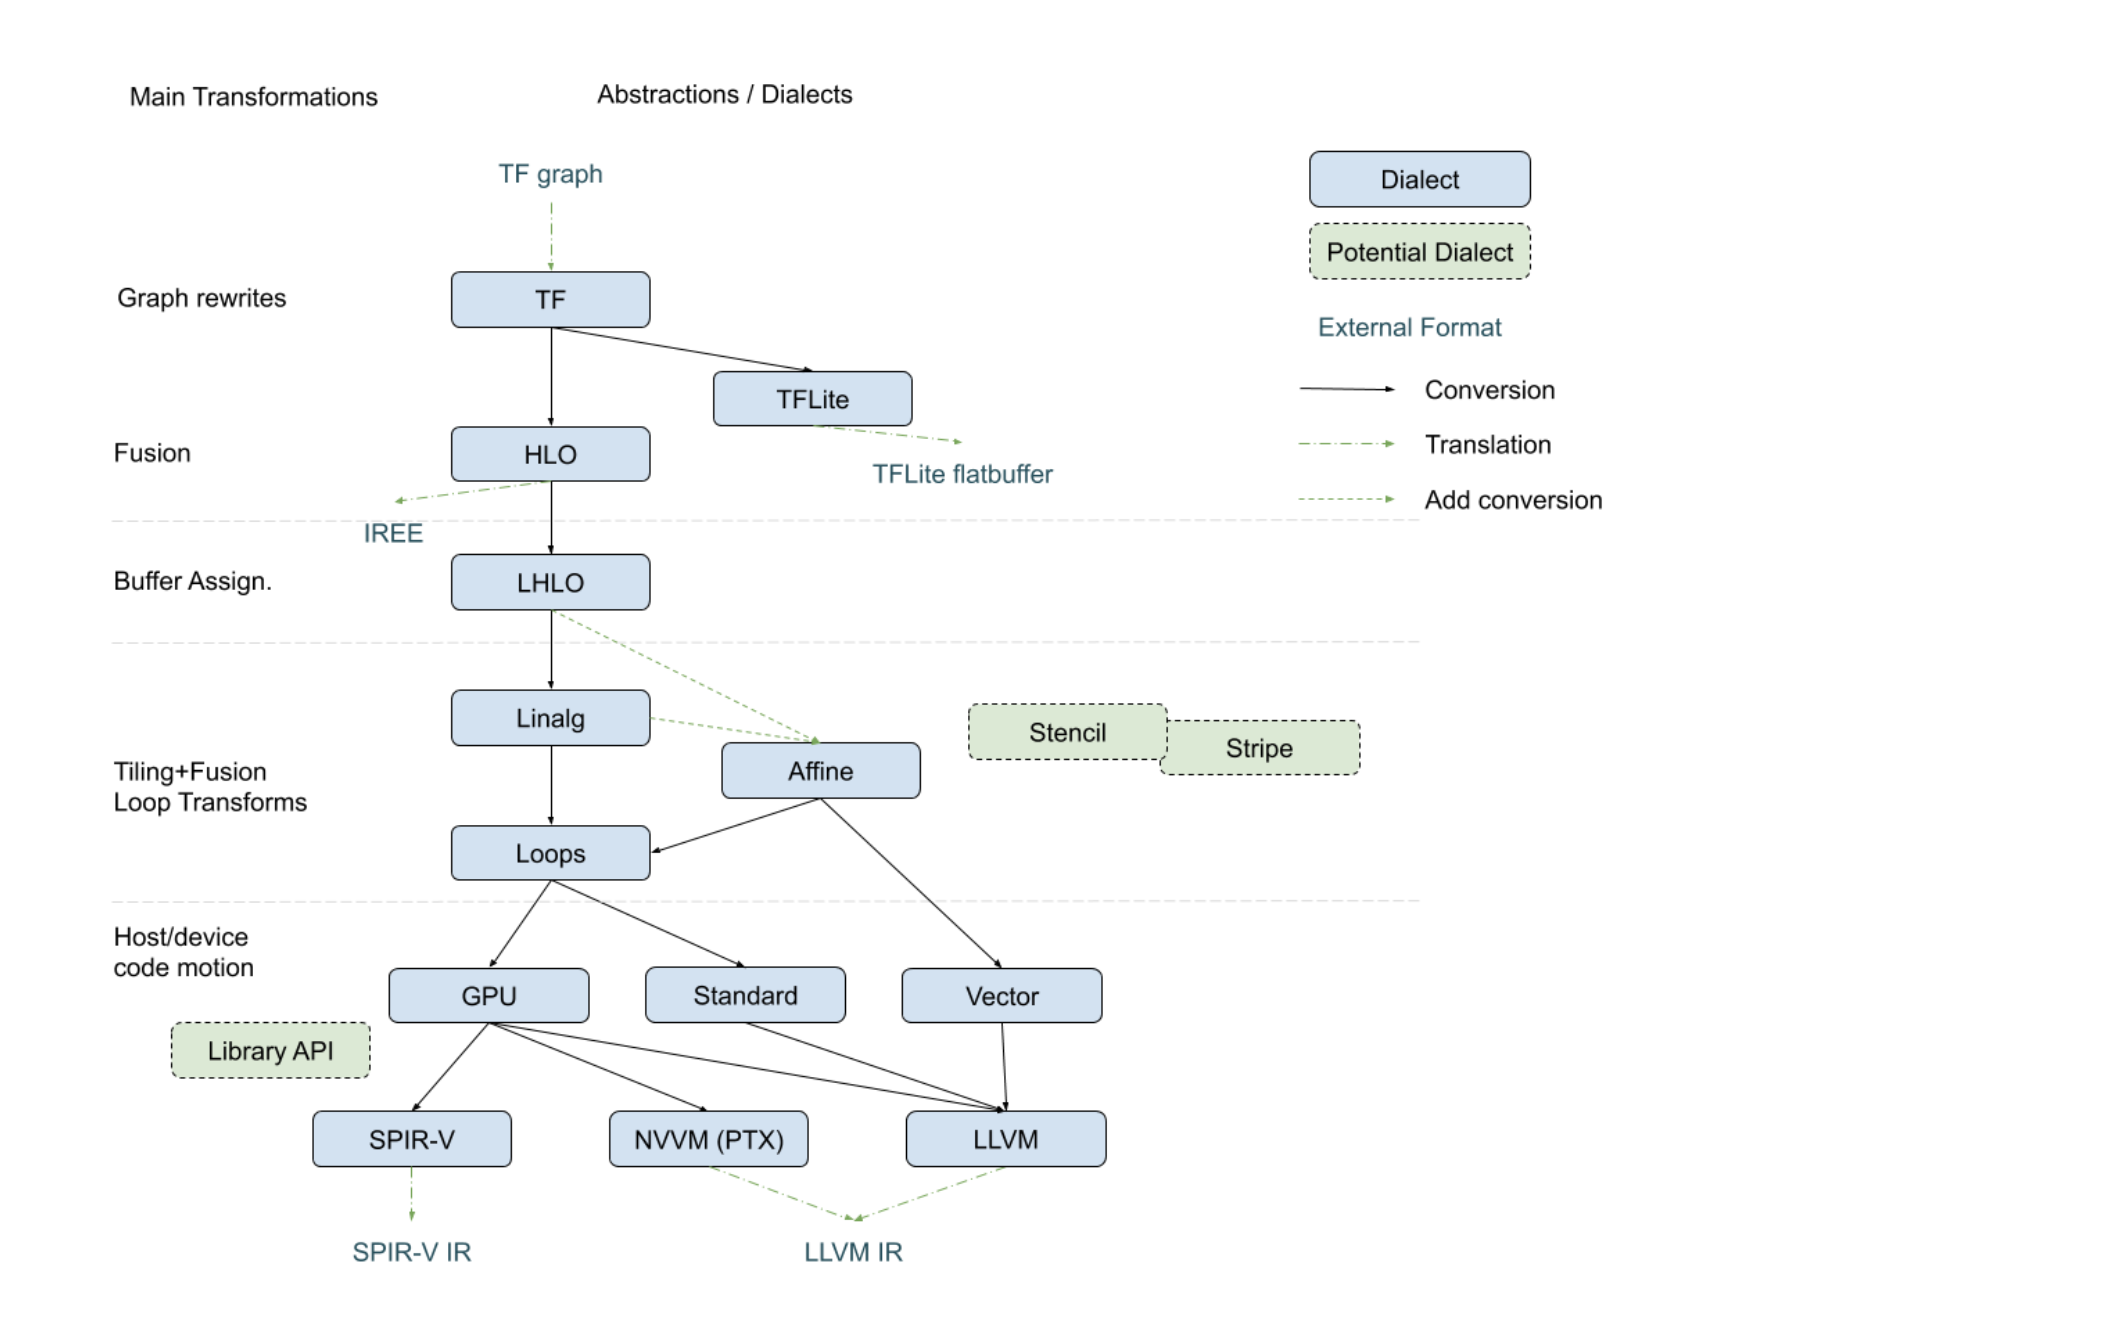 Main Transformations
Abstractions / Dialects
TF graph
Dialect
Potential Dialect
External Format
Conversion
Translation
Add conversion
Graph rewrites
TF
TFLite
Fusion
HLO
TFLite flatbuffer
IREE
Buffer Assign.
LHLO
Linalg
Stencil
Stripe
Affine
Tiling+Fusion
Loop Transforms
Loops
Host/device
code motion
GPU
Standard
Vector
Library API
SPIR-V
NVVM (PTX)
LLVM
SPIR-V IR
LLVM IR